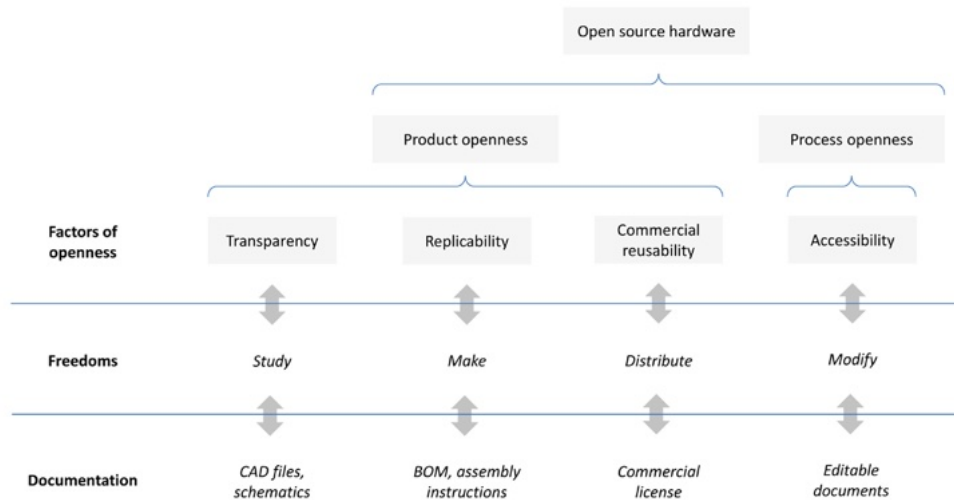 Open source hardware
Product openness
Process openness
Factors of
openness
Transparency
Replicability
Commercial
reusability
Accessibility
Freedoms
Study
Make
Distribute
Modify
Documentation
CAD files,
schematics
BOM, assembly
instructions
Commercial
license
Editable
documents